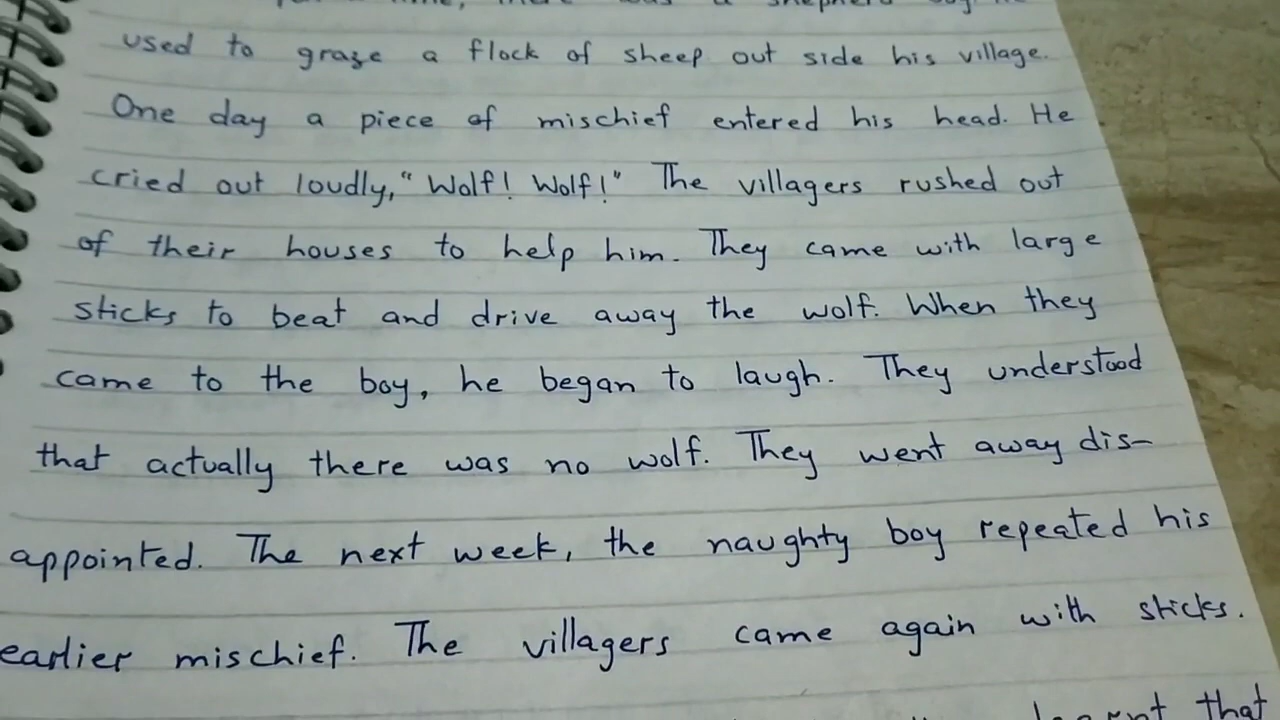 a shepherd boy. He
used to graze a flock of sheep out side his village.
One day a piece of mischief entered his head. He
cried out loudly, "Wolf! Wolf!" The villagers rushed out
of their houses to help him. They came with large
sticks to beat and drive away the wolf. When they
came to the boy, he began to laugh. They understood
that actually there was no wolf. They went away dis-
appointed. The next week, the naughty boy repeated his
earlier mischief. The villagers came again with sticks.
that